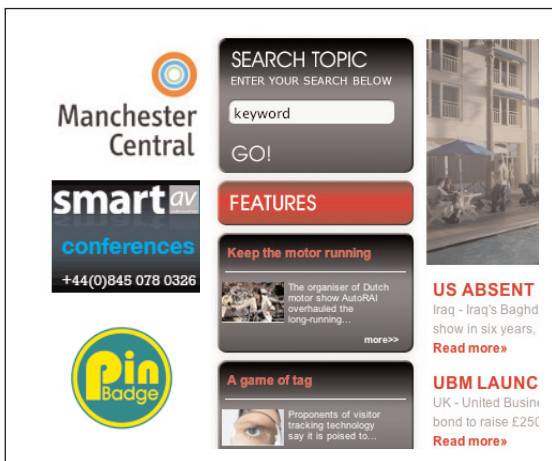 Manchester
Central
smart av
conferences
+44(0)845 078 0326
Pin
Badge
SEARCH TOPIC
ENTER YOUR SEARCH BELOW
keyword
GO!
FEATURES
Keep the motor running
The organiser of Dutch
motor show AutoRAI
overhauled the
long-running...
more>>
A game of tag
Proponents of visitor
tracking technology
say it is poised to...
US ABSENT
Iraq - Iraq's Baghd
show in six years,
Read more»
UBM LAUNC
UK - United Busine
bond to raise £250
Read more»